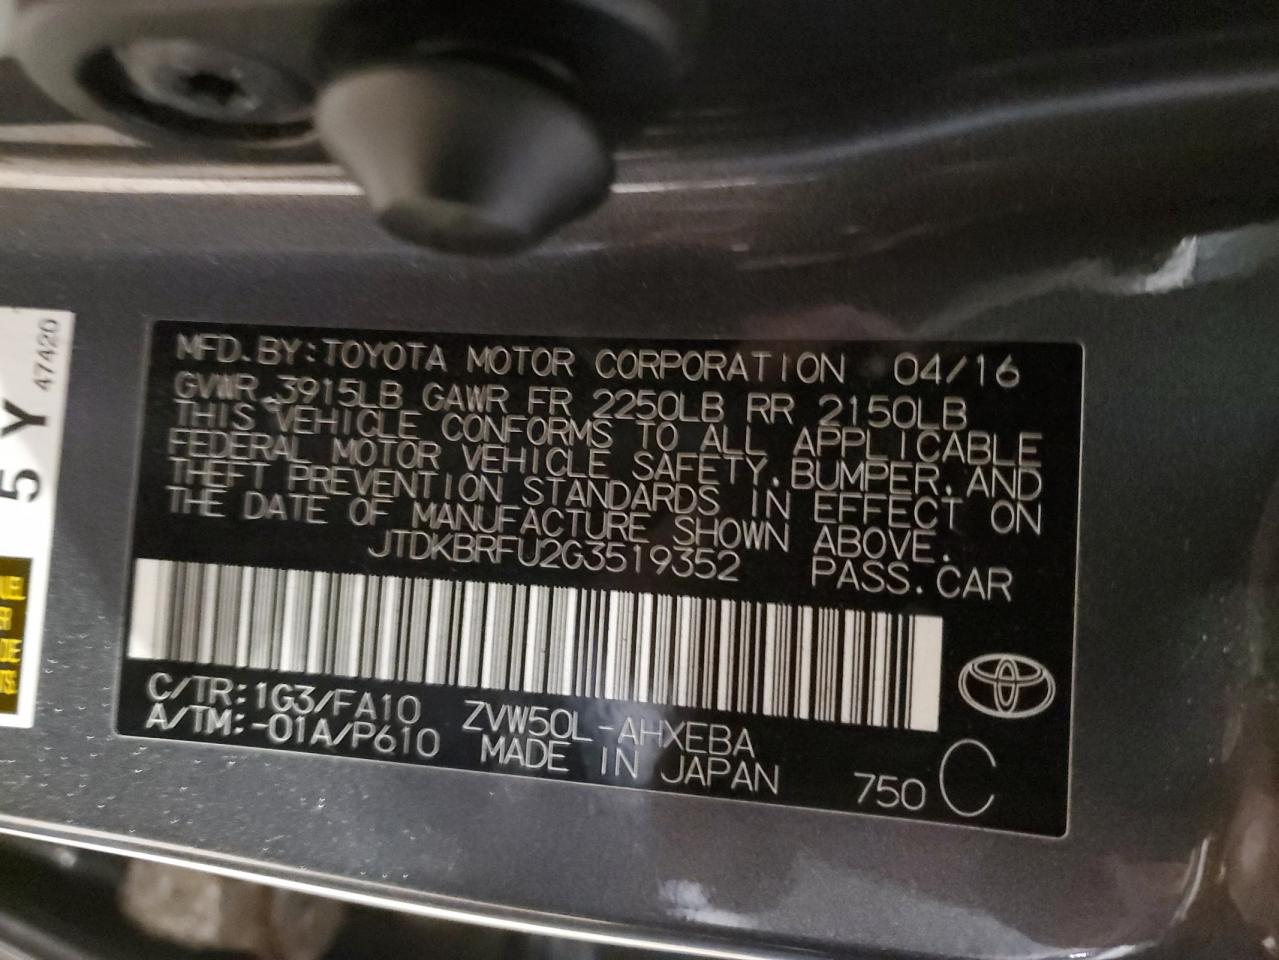 MFD. BY: TOYOTA MOTOR CORPORATION 04/16
GVWR 3915LB GAWR FR 2250LB RR 2150LB
THIS VEHICLE CONFORMS TO ALL APPLICABLE
FEDERAL MOTOR VEHICLE SAFETY, BUMPER, AND
THEFT PREVENTION STANDARDS IN EFFECT ON
THE DATE OF MANUFACTURE SHOWN ABOVE.
JTDKBRFU2G3519352 PASS. CAR
C/TR: 1G3/FA10 ZVW50L-AHXEBA
A/TM: -01A/P610 MADE IN JAPAN 750 C
5Y 47420